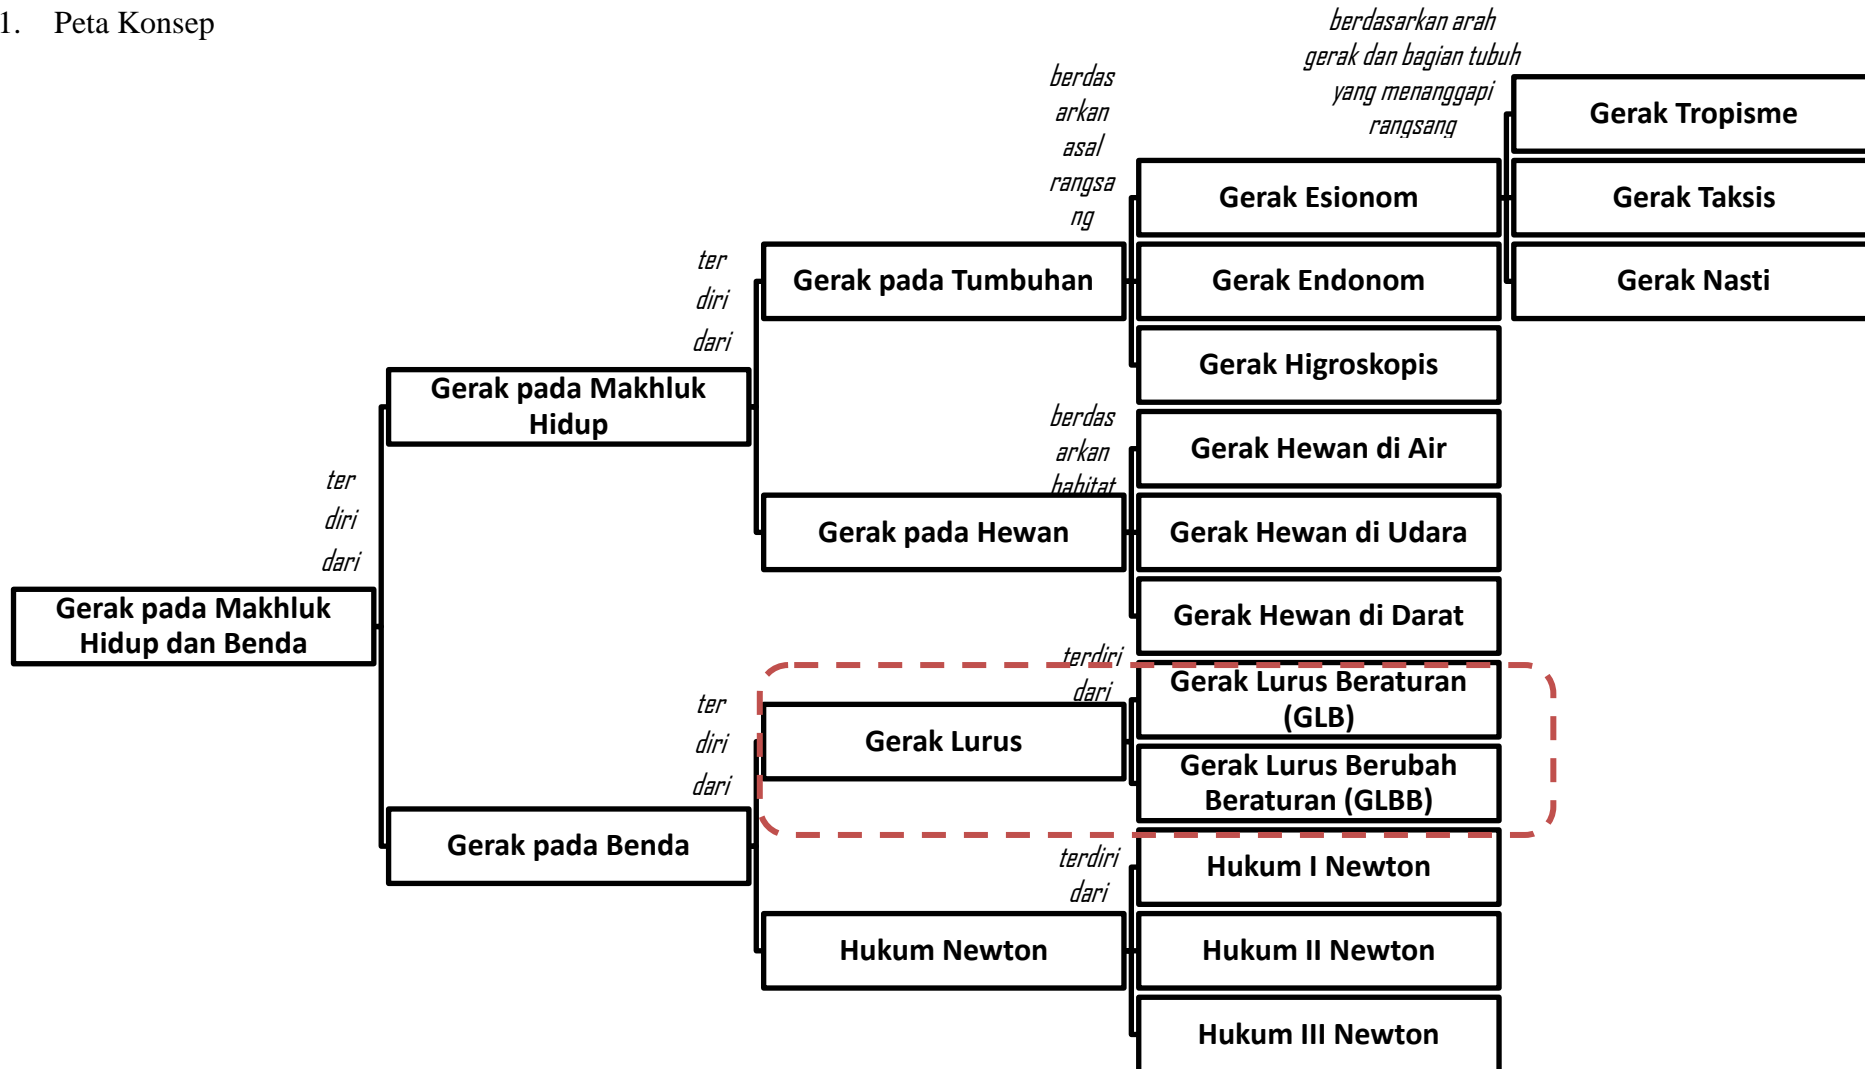 1. Peta Konsep
berdasarkan arah
gerak dan bagian tubuh
yang menanggapi
rangsang
berdas
arkan
asal
rangsa
ng
Gerak Tropisme
Gerak Esionom
Gerak Taksis
ter
diri
dari
Gerak pada Tumbuhan
Gerak Endonom
Gerak Nasti
Gerak Higroskopis
Gerak pada Makhluk
Hidup
berdas
arkan
habitat
Gerak Hewan di Air
Gerak pada Hewan
Gerak Hewan di Udara
Gerak Hewan di Darat
ter
diri
dari
Gerak pada Makhluk
Hidup dan Benda
terdiri
dari
Gerak Lurus Beraturan
(GLB)
ter
diri
dari
Gerak Lurus
Gerak Lurus Berubah
Beraturan (GLBB)
Gerak pada Benda
terdiri
dari
Hukum I Newton
Hukum Newton
Hukum II Newton
Hukum III Newton